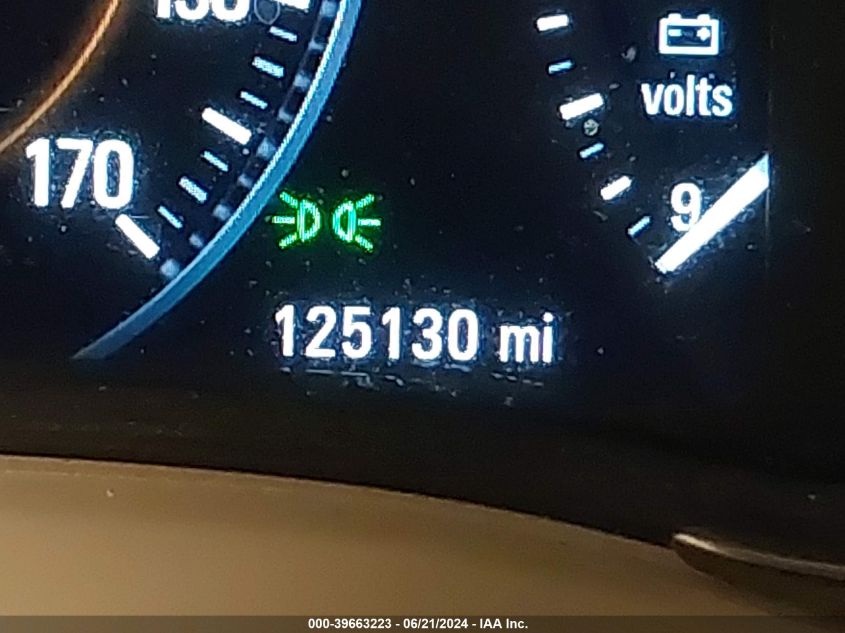 volts
170
9
125130 mi
000-39663223 - 06/21/2024 - IAA Inc.